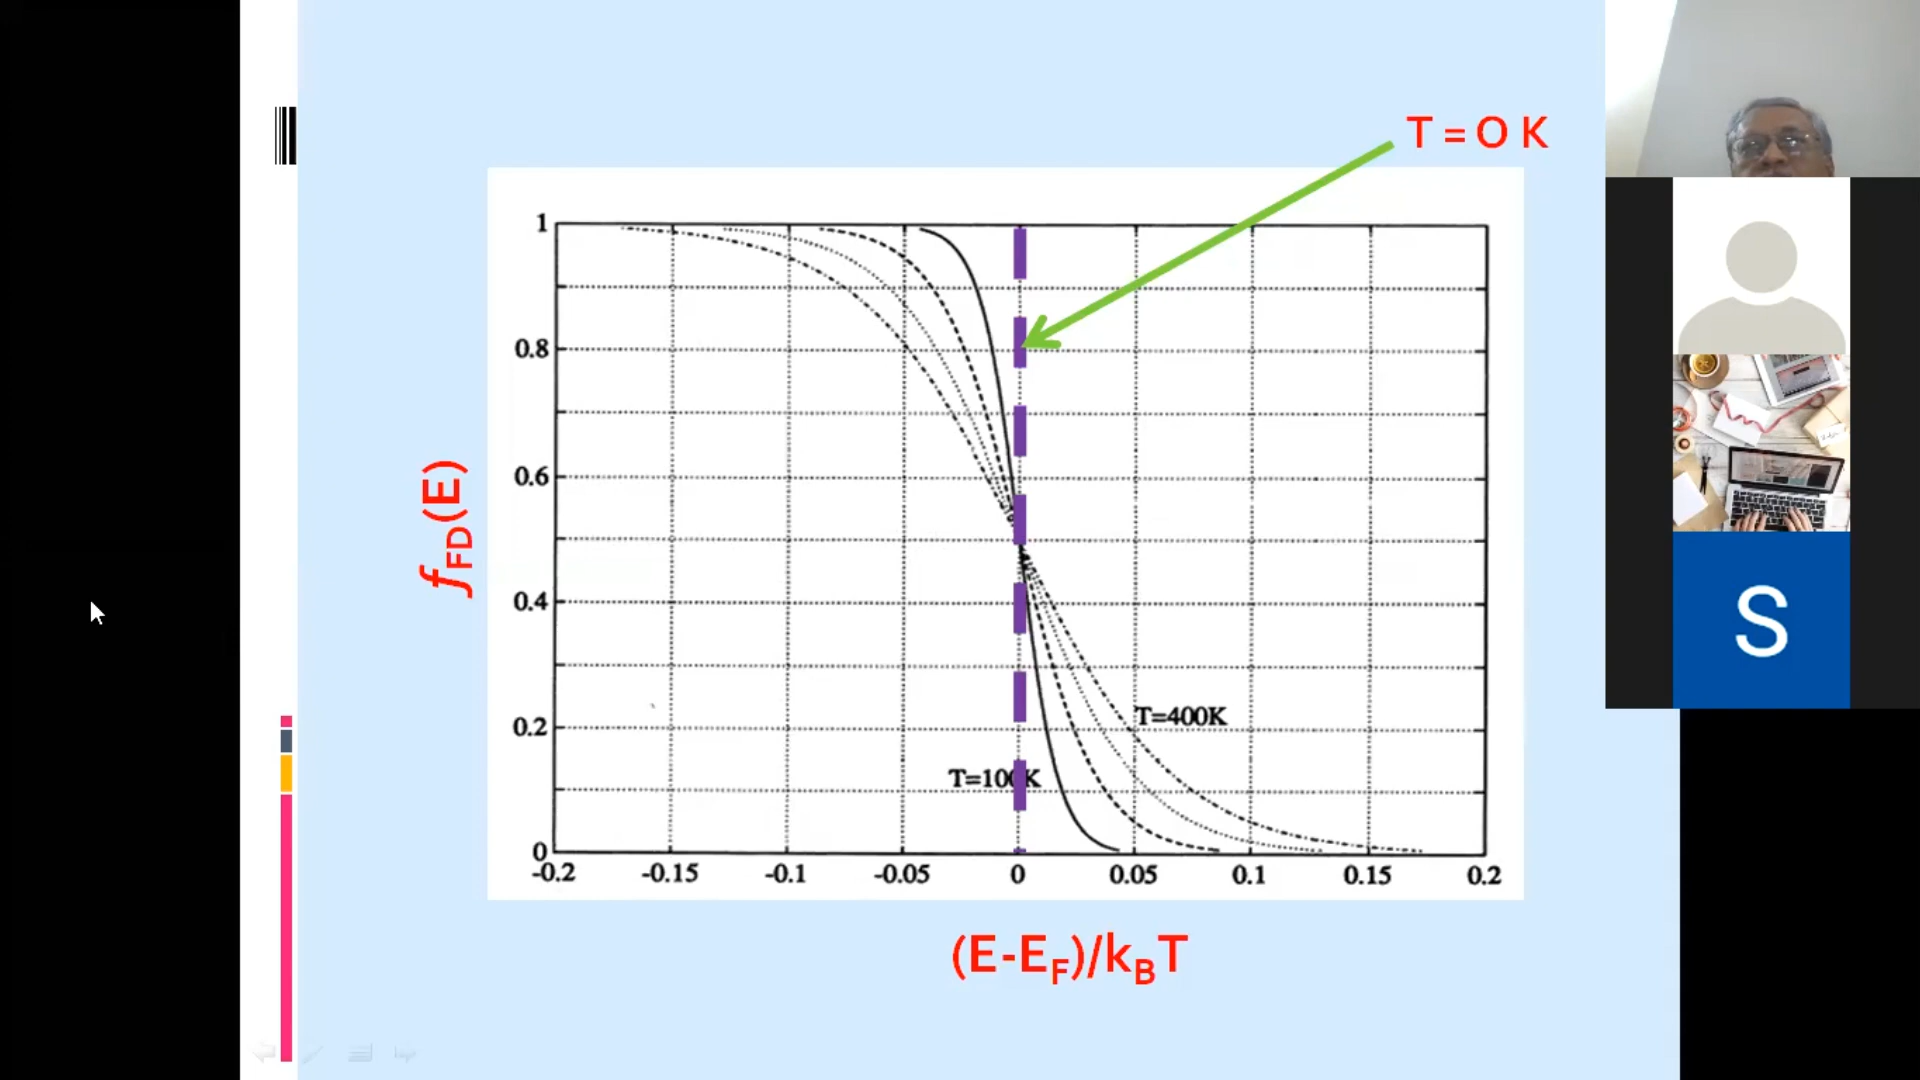 T = O K
1
0.8
0.6
0.4
0.2
0
fFD(E)
T=400K
T=100K
-0.2 -0.15 -0.1 -0.05 0 0.05 0.1 0.15 0.2
(E-EF)/kBT
S